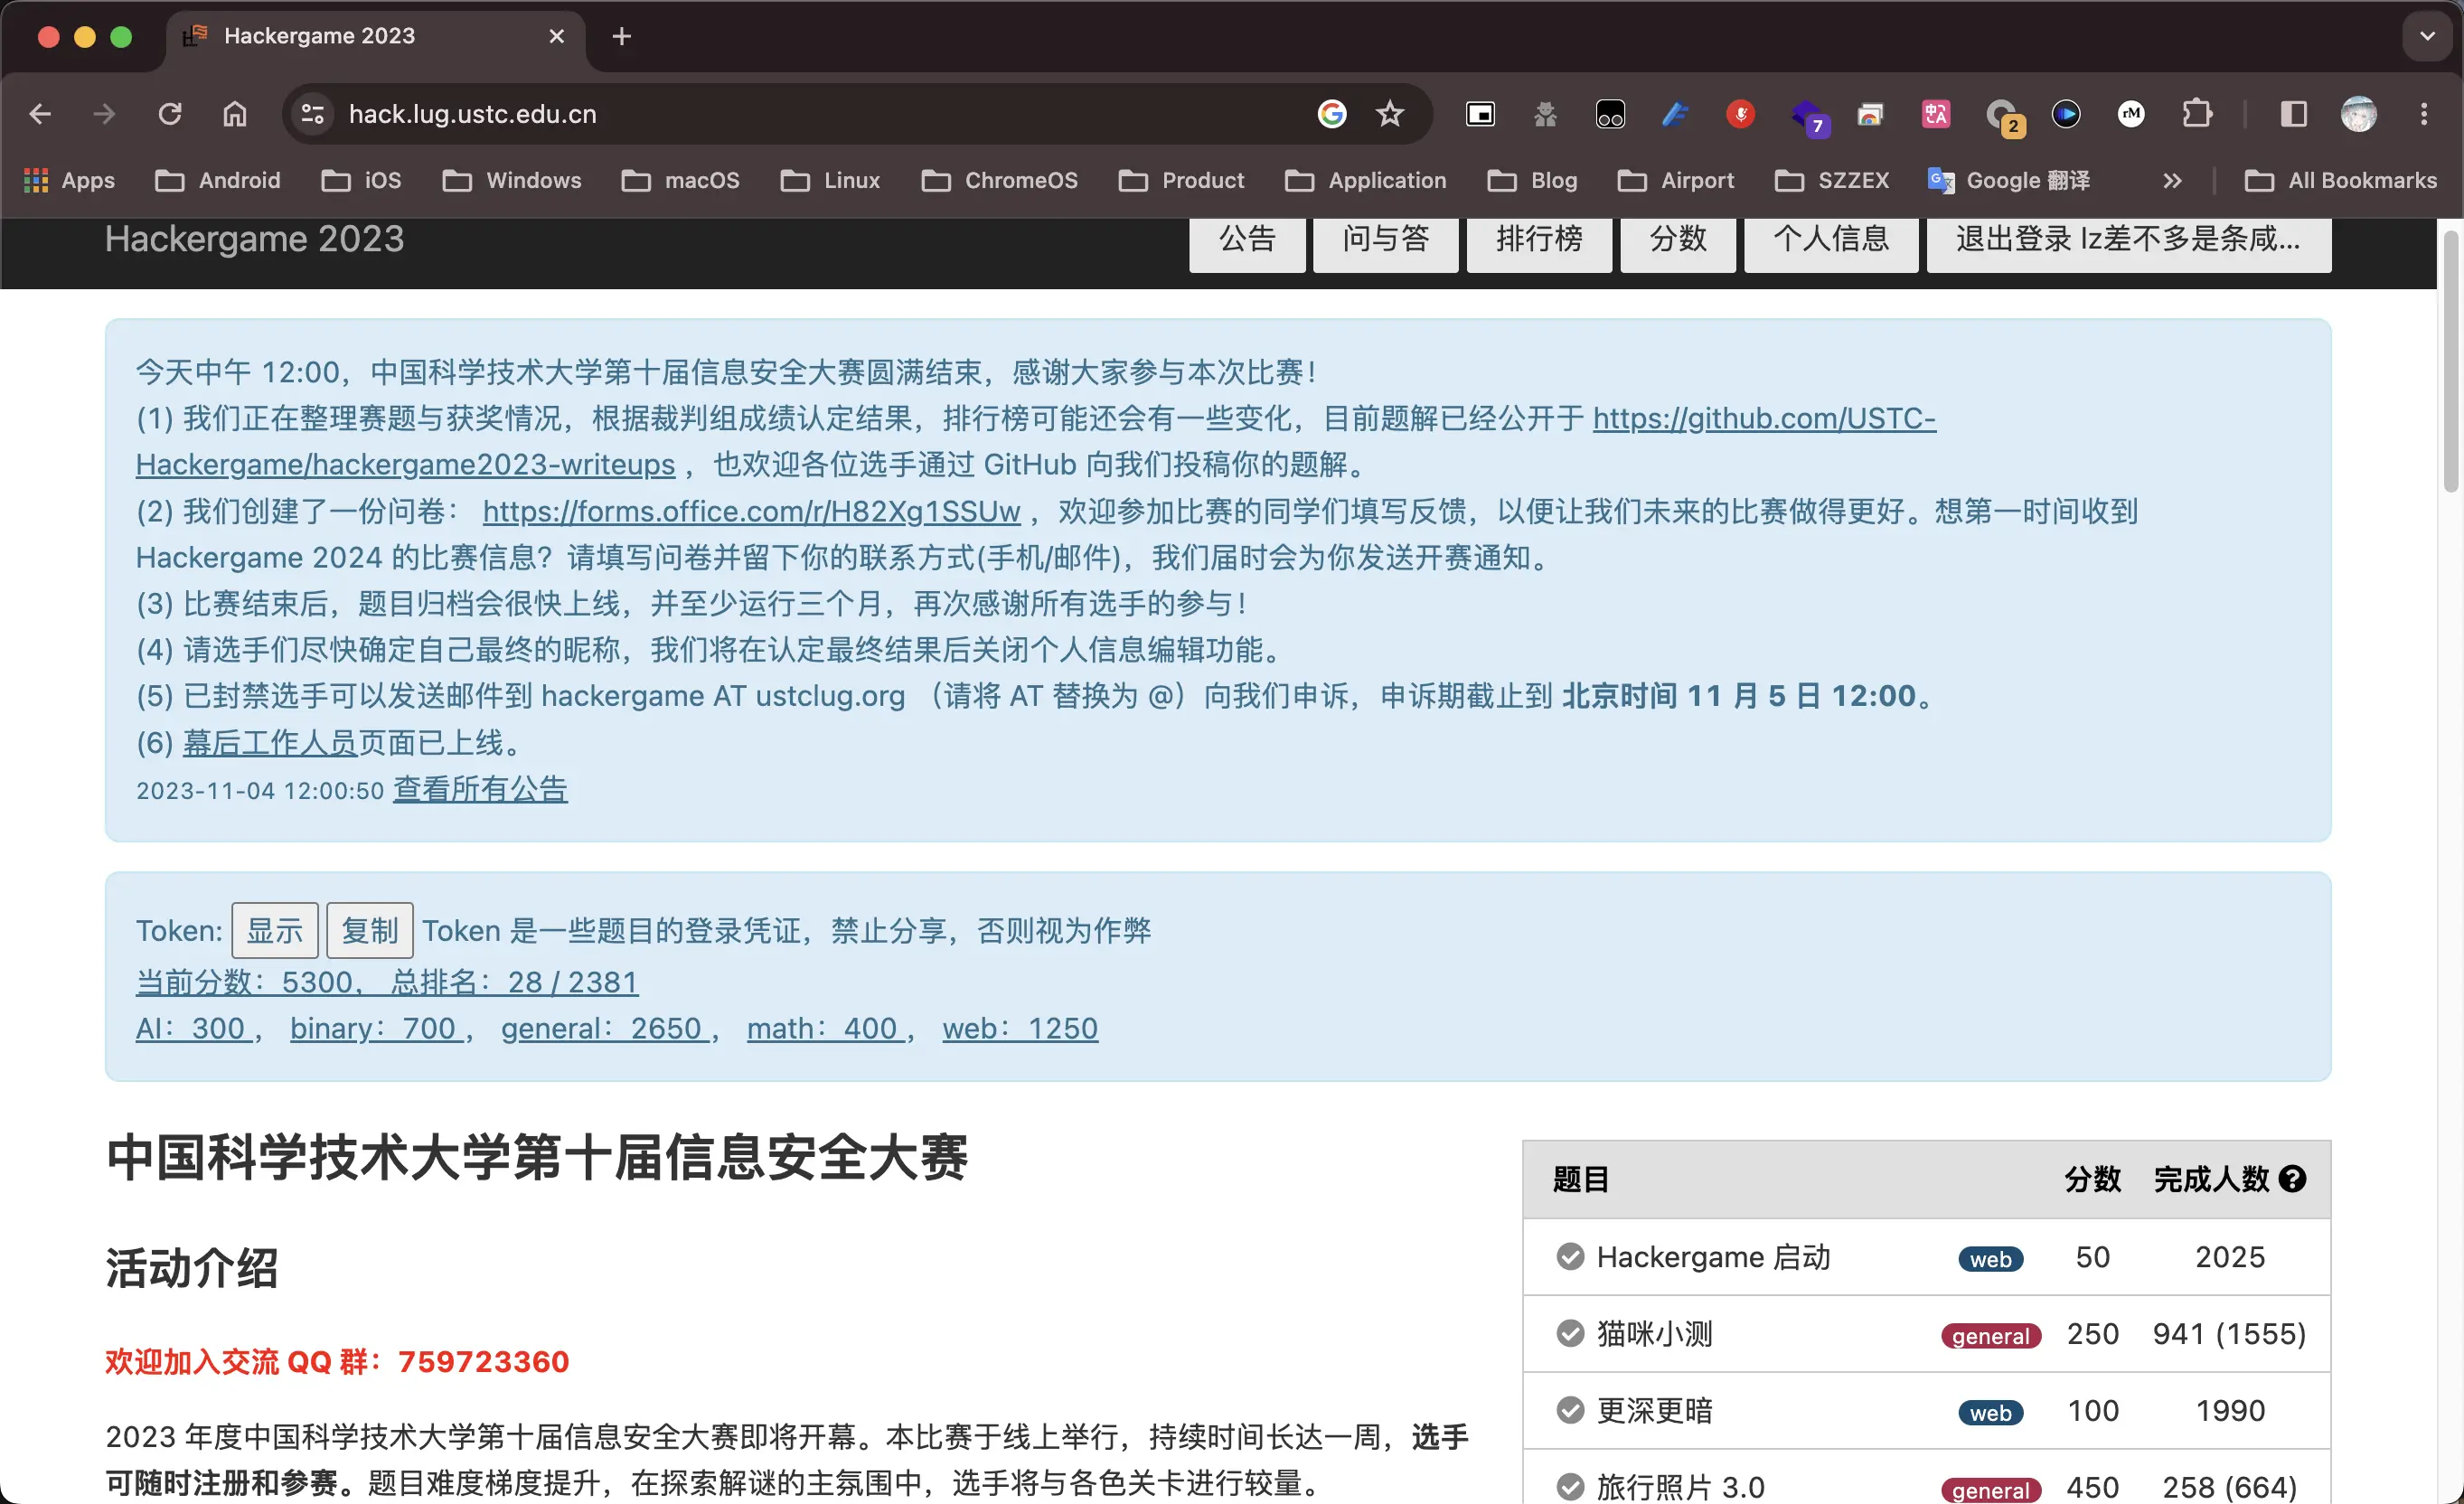 Hackergame 2023
hack.lug.ustc.edu.cn
7
中A
2
rM
Apps
Android
iOS
Windows
macOS
Linux
ChromeOS
Product
Application
Blog
Airport
SZZEX
Google 翻译
All Bookmarks
Hackergame 2023
公告
问与答
排行榜
分数
个人信息
退出登录 lz差不多是条咸...
今天中午 12:00，中国科学技术大学第十届信息安全大赛圆满结束，感谢大家参与本次比赛！
(1) 我们正在整理赛题与获奖情况，根据裁判组成绩认定结果，排行榜可能还会有一些变化，目前题解已经公开于 https://github.com/USTC-
Hackergame/hackergame2023-writeups ，也欢迎各位选手通过 GitHub 向我们投稿你的题解。
(2) 我们创建了一份问卷： https://forms.office.com/r/H82Xg1SSUw ，欢迎参加比赛的同学们填写反馈，以便让我们未来的比赛做得更好。想第一时间收到
Hackergame 2024 的比赛信息？请填写问卷并留下你的联系方式(手机/邮件)，我们届时会为你发送开赛通知。
(3) 比赛结束后，题目归档会很快上线，并至少运行三个月，再次感谢所有选手的参与！
(4) 请选手们尽快确定自己最终的昵称，我们将在认定最终结果后关闭个人信息编辑功能。
(5) 已封禁选手可以发送邮件到 hackergame AT ustclug.org （请将 AT 替换为 @）向我们申诉，申诉期截止到 北京时间 11 月 5 日 12:00。
(6) 幕后工作人员页面已上线。
2023-11-04 12:00:50 查看所有公告
Token: 显示 复制 Token 是一些题目的登录凭证，禁止分享，否则视为作弊
当前分数：5300， 总排名：28 / 2381
AI：300 ， binary：700 ， general：2650 ， math：400 ， web：1250
中国科学技术大学第十届信息安全大赛
活动介绍
欢迎加入交流 QQ 群：759723360
2023 年度中国科学技术大学第十届信息安全大赛即将开幕。本比赛于线上举行，持续时间长达一周，选手
可随时注册和参赛。题目难度梯度提升，在探索解谜的主氛围中，选手将与各色关卡进行较量。
题目 分数 完成人数
Hackergame 启动 web 50 2025
猫咪小测 general 250 941 (1555)
更深更暗 web 100 1990
旅行照片 3.0 general 450 258 (664)